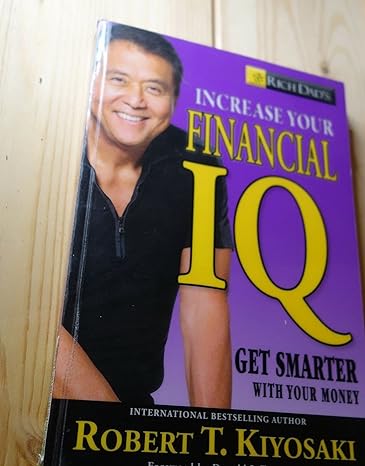 RICH DAD'S
INCREASE YOUR
FINANCIAL
IQ
GET SMARTER
WITH YOUR MONEY
INTERNATIONAL BESTSELLING AUTHOR
ROBERT T. KIYOSAKI